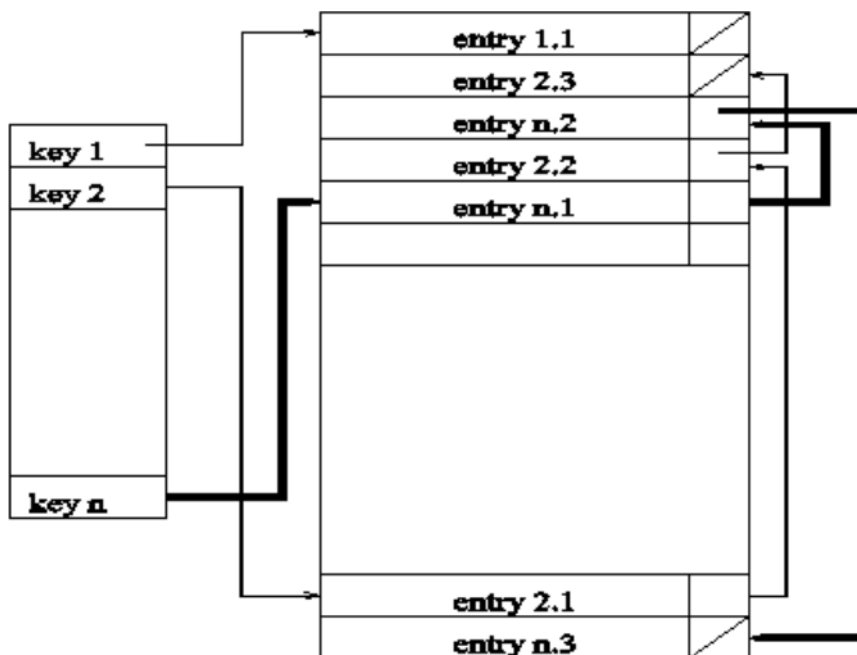 key 1
key 2
key n
entry 1.1
entry 2.3
entry n.2
entry 2.2
entry n.1
entry 2.1
entry n.3